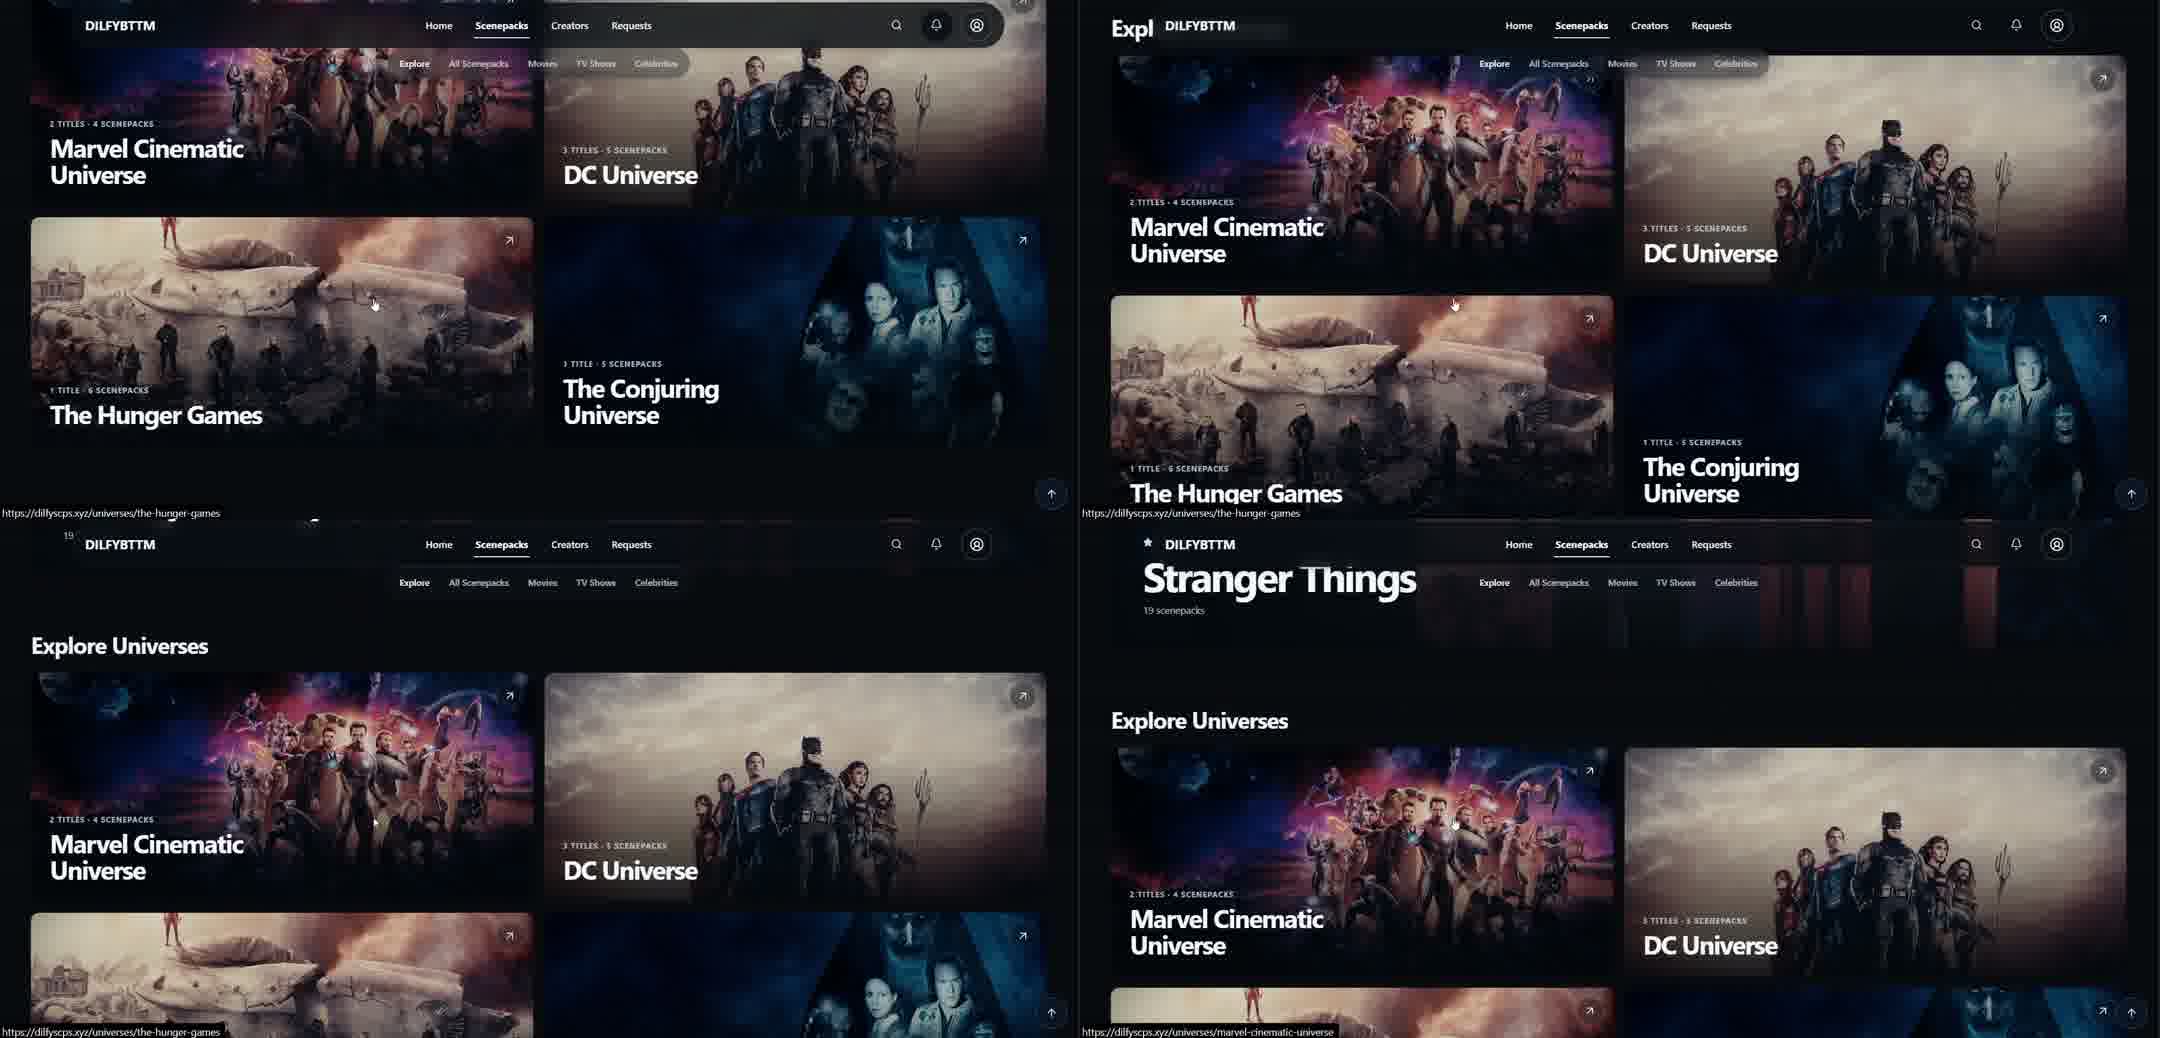 DILFYBTTM
Home Scenepacks Creators Requests
Explore All Scenepacks Movies TV Shows Celebrities
2 TITLES · 4 SCENEPACKS
Marvel Cinematic
Universe
3 TITLES · 5 SCENEPACKS
DC Universe
1 TITLE · 6 SCENEPACKS
The Hunger Games
1 TITLE · 5 SCENEPACKS
The Conjuring
Universe
https://dilfyscps.xyz/universes/the-hunger-games
Expl DILFYBTTM
Home Scenepacks Creators Requests
Explore All Scenepacks Movies TV Shows Celebrities
2 TITLES · 4 SCENEPACKS
Marvel Cinematic
Universe
3 TITLES · 5 SCENEPACKS
DC Universe
1 TITLE · 6 SCENEPACKS
The Hunger Games
1 TITLE · 5 SCENEPACKS
The Conjuring
Universe
https://dilfyscps.xyz/universes/the-hunger-games
19 DILFYBTTM
Home Scenepacks Creators Requests
Explore All Scenepacks Movies TV Shows Celebrities
Explore Universes
2 TITLES · 4 SCENEPACKS
Marvel Cinematic
Universe
3 TITLES · 5 SCENEPACKS
DC Universe
https://dilfyscps.xyz/universes/the-hunger-games
DILFYBTTM
Home Scenepacks Creators Requests
Stranger Things
Explore All Scenepacks Movies TV Shows Celebrities
19 scenepacks
Explore Universes
2 TITLES · 4 SCENEPACKS
Marvel Cinematic
Universe
3 TITLES · 5 SCENEPACKS
DC Universe
https://dilfyscps.xyz/universes/marvel-cinematic-universe